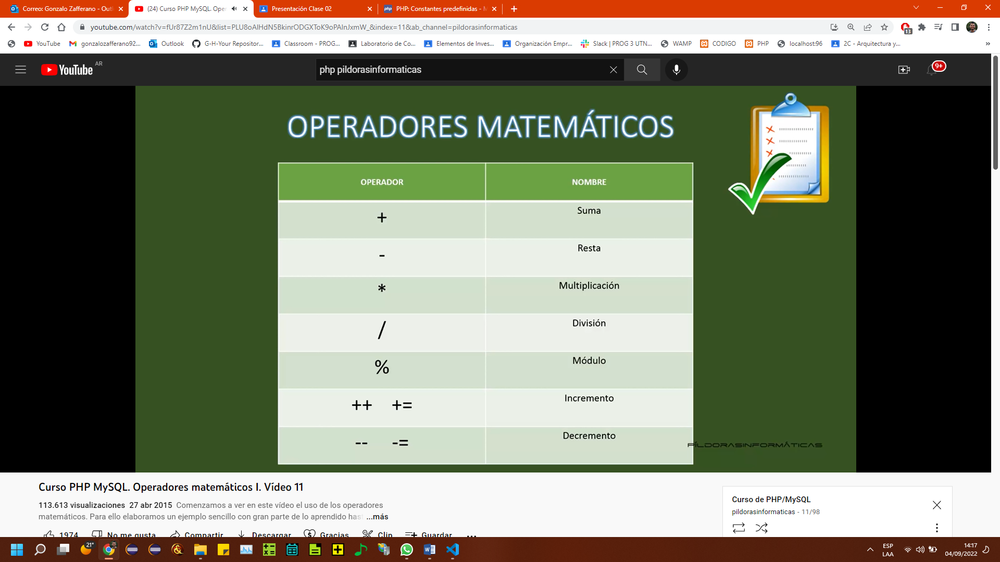 Correo: Gonzalo Zafferano - Outl
(24) Curso PHP MySQL. Oper
Presentación Clase 02
php PHP: Constantes predefinidas - M
youtube.com/watch?v=fUr87Z2m1nU&list=PLU8oAlHdN5BkinrODGXToK9oPAlnJxmW_&index=11&ab_channel=pildorasinformaticas
13
YouTube
gonzalozafferano92...
Outlook
G-H-Your Repositor...
Classroom - PROG...
Laboratorio de Co...
Elementos de Inves...
Organización Empr...
Slack | PROG 3 UTN...
WAMP
CODIGO
PHP
localhost:96
2C - Arquitectura y...
»
YouTube AR
php pildorasinformaticas
9+
OPERADORES MATEMÁTICOS
OPERADOR NOMBRE
+ Suma
- Resta
* Multiplicación
/ División
% Módulo
++ += Incremento
-- -= Decremento
PÍLDORASINFORMÁTICAS
Curso PHP MySQL. Operadores matemáticos I. Vídeo 11
113.613 visualizaciones 27 abr 2015 Comenzamos a ver en este vídeo el uso de los operadores
matemáticos. Para ello elaboramos un ejemplo sencillo con gran parte de lo aprendido hast ...más
1974 No me gusta Compartir Descargar Gracias Clip Guardar ...
Curso de PHP/MySQL
pildorasinformaticas - 11/98
21°
ESP
LAA
14:17
04/09/2022